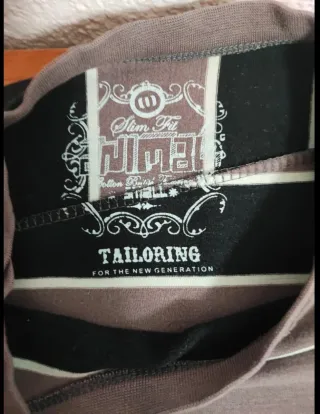 Slim Fit
ANIMAL
TAILORING
FOR THE NEW GENERATION